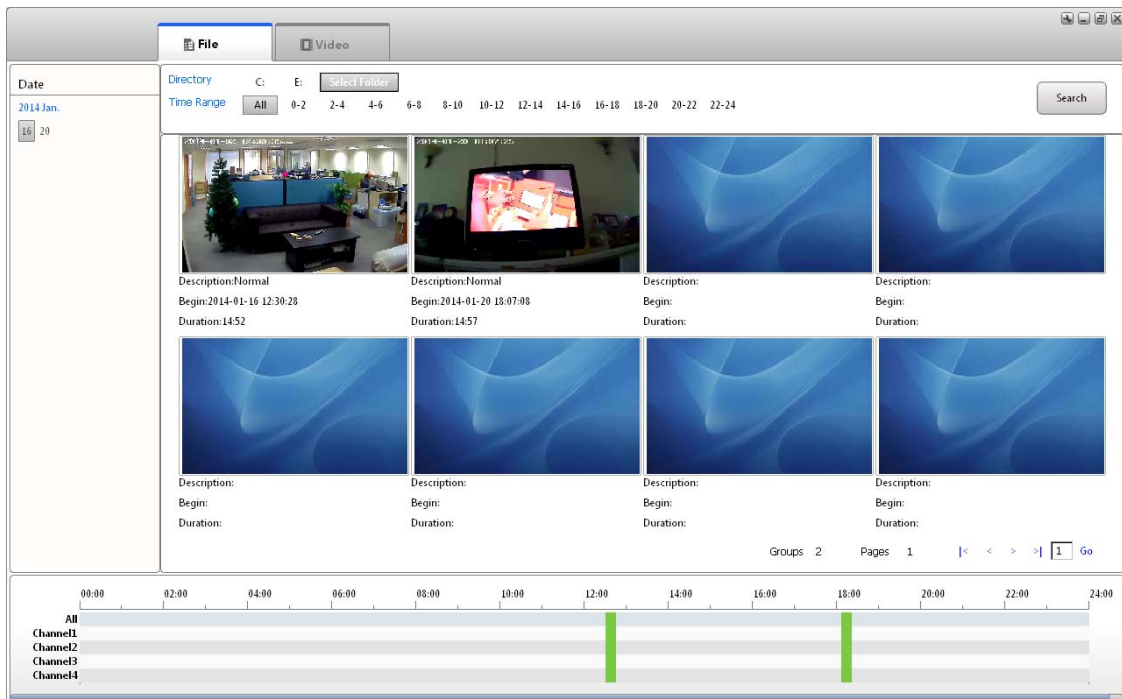 File
Video
Date
2014 Jan.
16 20
Directory C: E: Select Folder
Time Range All 0-2 2-4 4-6 6-8 8-10 10-12 12-14 14-16 16-18 18-20 20-22 22-24
Search
2014-01-20 18:07:25
Description:Normal Description:Normal Description: Description:
Begin:2014-01-16 12:30:28 Begin:2014-01-20 18:07:08 Begin: Begin:
Duration:14:52 Duration:14:57 Duration: Duration:
Description: Description: Description: Description:
Begin: Begin: Begin: Begin:
Duration: Duration: Duration: Duration:
Groups 2 Pages 1 |< < > >| 1 Go
00:00 02:00 04:00 06:00 08:00 10:00 12:00 14:00 16:00 18:00 20:00 22:00 24:00
All
Channel1
Channel2
Channel3
Channel4